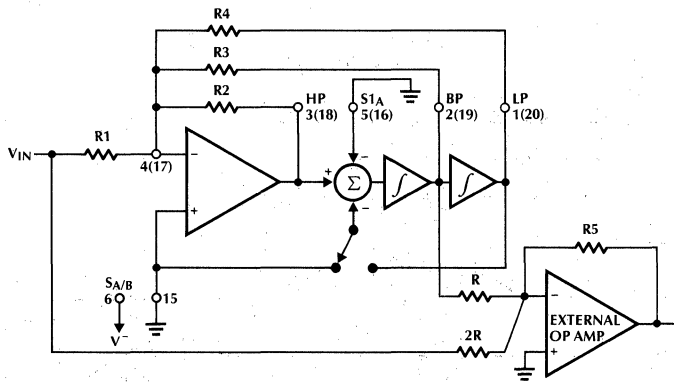 R4
R3
R2
HP
3(18)
S1A
5(16)
BP
2(19)
LP
1(20)
R1
VIN
4(17)
−
+
+
−
Σ
−
∫
∫
R5
SA/B
6
15
V−
R
2R
−
+
EXTERNAL
OP AMP